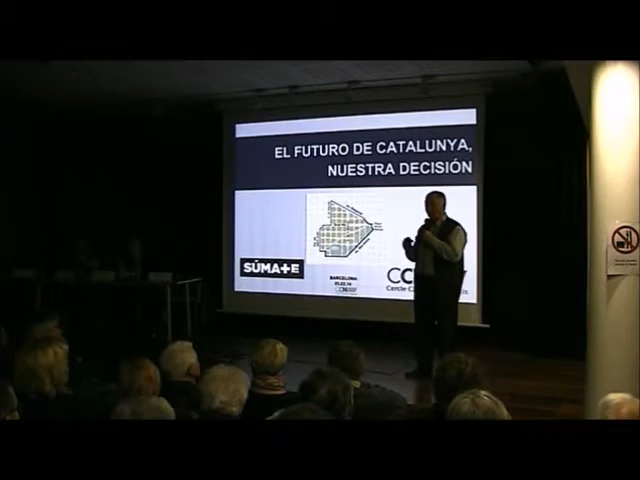 EL FUTURO DE CATALUNYA,
NUESTRA DECISIÓN
SÚMATE
BARCELONA
Cercle